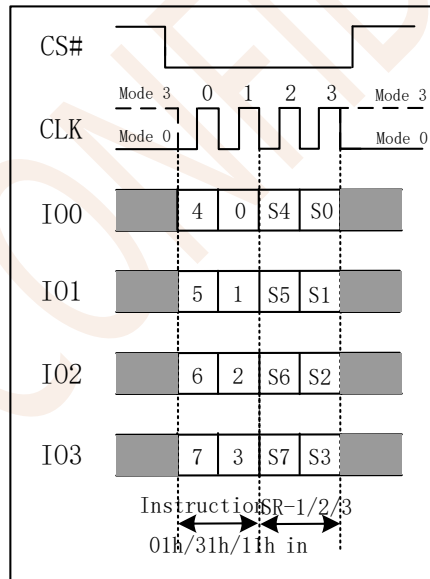 CS#
Mode 3 0 1 2 3 Mode 3
CLK
Mode 0 Mode 0
IO0 4 0 S4 S0
IO1 5 1 S5 S1
IO2 6 2 S6 S2
IO3 7 3 S7 S3
Instruction SR-1/2/3
01h/31h/11h in